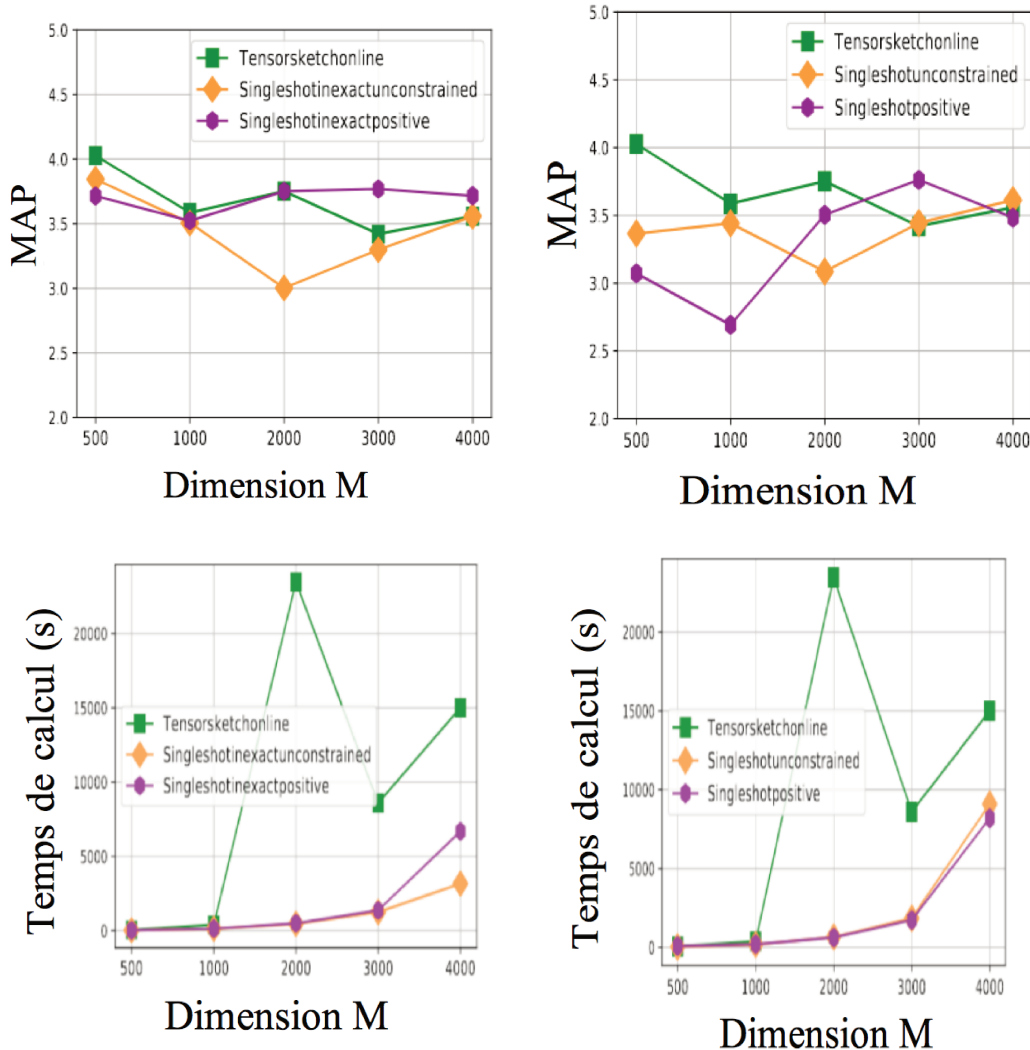 5.0
4.5
4.0
3.5
3.0
2.5
2.0
MAP
Tensorsketchonline
Singleshotinexactunconstrained
Singleshotinexactpositive
500 1000 2000 3000 4000
Dimension M
5.0
4.5
4.0
3.5
3.0
2.5
2.0
MAP
Tensorsketchonline
Singleshotunconstrained
Singleshotpositive
500 1000 2000 3000 4000
Dimension M
20000
15000
10000
5000
0
Temps de calcul (s)
Tensorsketchonline
Singleshotinexactunconstrained
Singleshotinexactpositive
500 1000 2000 3000 4000
Dimension M
20000
15000
10000
5000
0
Temps de calcul (s)
Tensorsketchonline
Singleshotunconstrained
Singleshotpositive
500 1000 2000 3000 4000
Dimension M